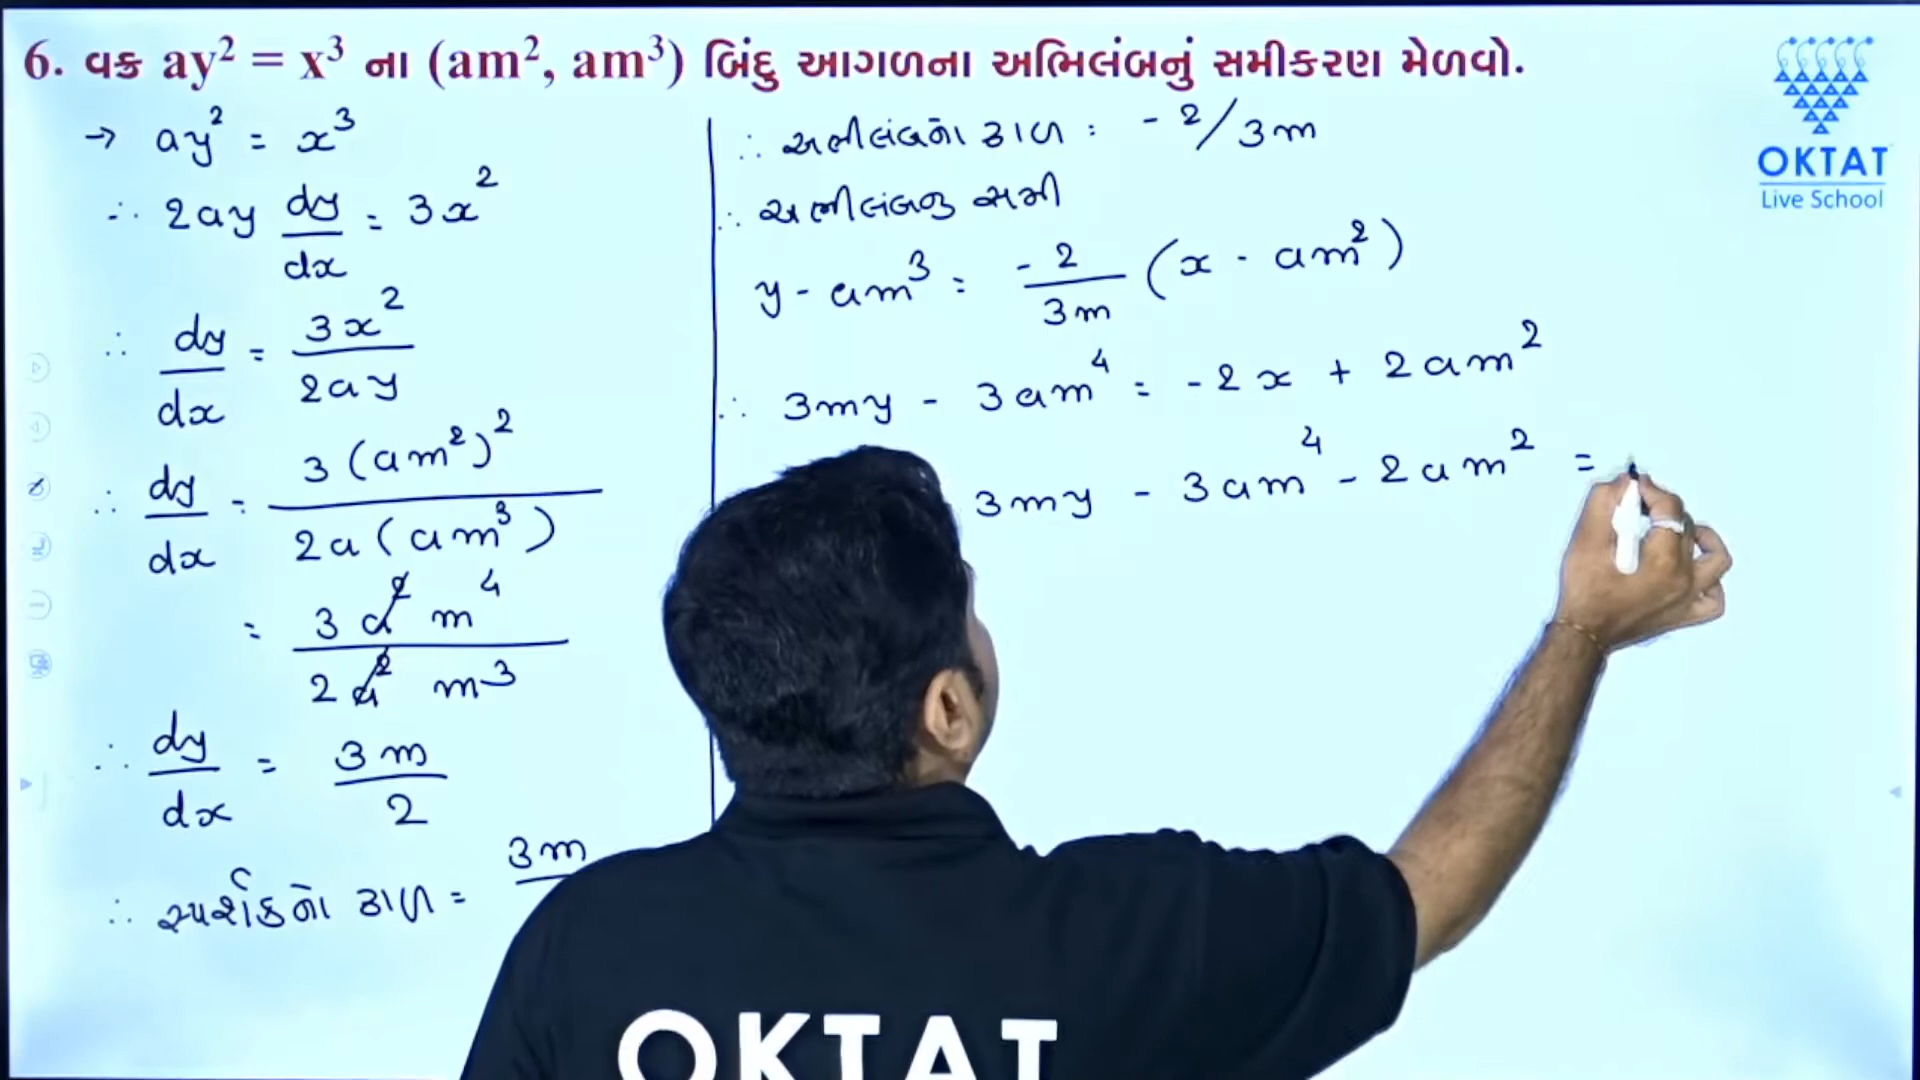 6. વક્ર ay² = x³ ના (am², am³) બિંદુ આગળના અભિલંબનું સમીકરણ મેળવો.
OKTAT
Live School
→ ay² = x³
∴ 2ay dy/dx = 3x²
∴ dy/dx = 3x²/2ay
∴ dy/dx = 3(am²)²/2a(am³)
= 3a²m⁴/2a²m³
∴ dy/dx = 3m/2
∴ સ્પર્શકનો ઢાળ = 3m
∴ અભીલંબનો ઢાળ = -2/3m
∴ અભીલંબનુ સમી
y - am³ = -2/3m (x - am²)
∴ 3my - 3am⁴ = -2x + 2am²
3my - 3am⁴ - 2am² =
OKTAT